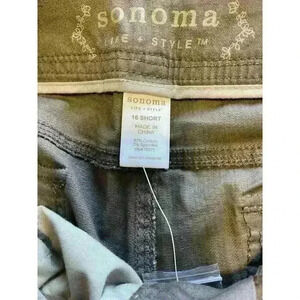 sonoma
LIFE + STYLE™
sonoma
LIFE + STYLE
16 SHORT
MADE IN
CHINA